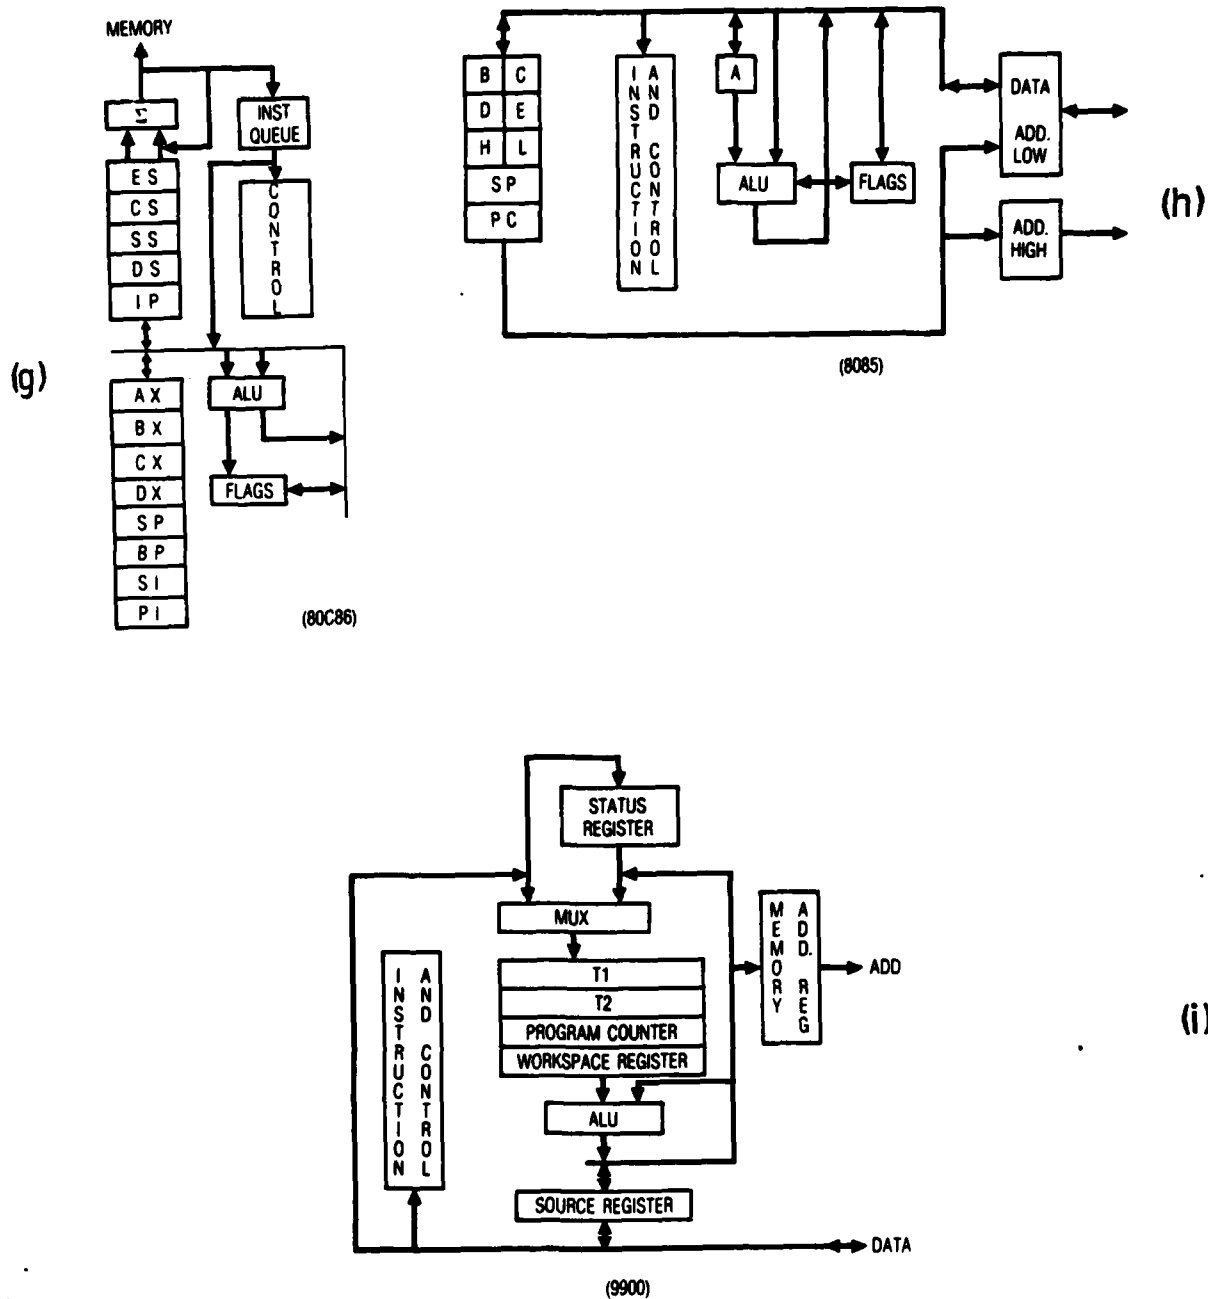 MEMORY
Σ
INST
QUEUE
ES
CS
SS
DS
IP
CONTROL
(g)
AX
BX
CX
DX
SP
BP
SI
PI
ALU
FLAGS
(80C86)
B C
D E
H L
SP
PC
INSTRUCTION
AND CONTROL
A
ALU
FLAGS
DATA
ADD.
LOW
ADD.
HIGH
(h)
(8085)
STATUS
REGISTER
MUX
T1
T2
PROGRAM COUNTER
WORKSPACE REGISTER
ALU
SOURCE REGISTER
INSTRUCTION
AND CONTROL
MEMORY
ADD. REG
ADD
DATA
(i)
(9900)